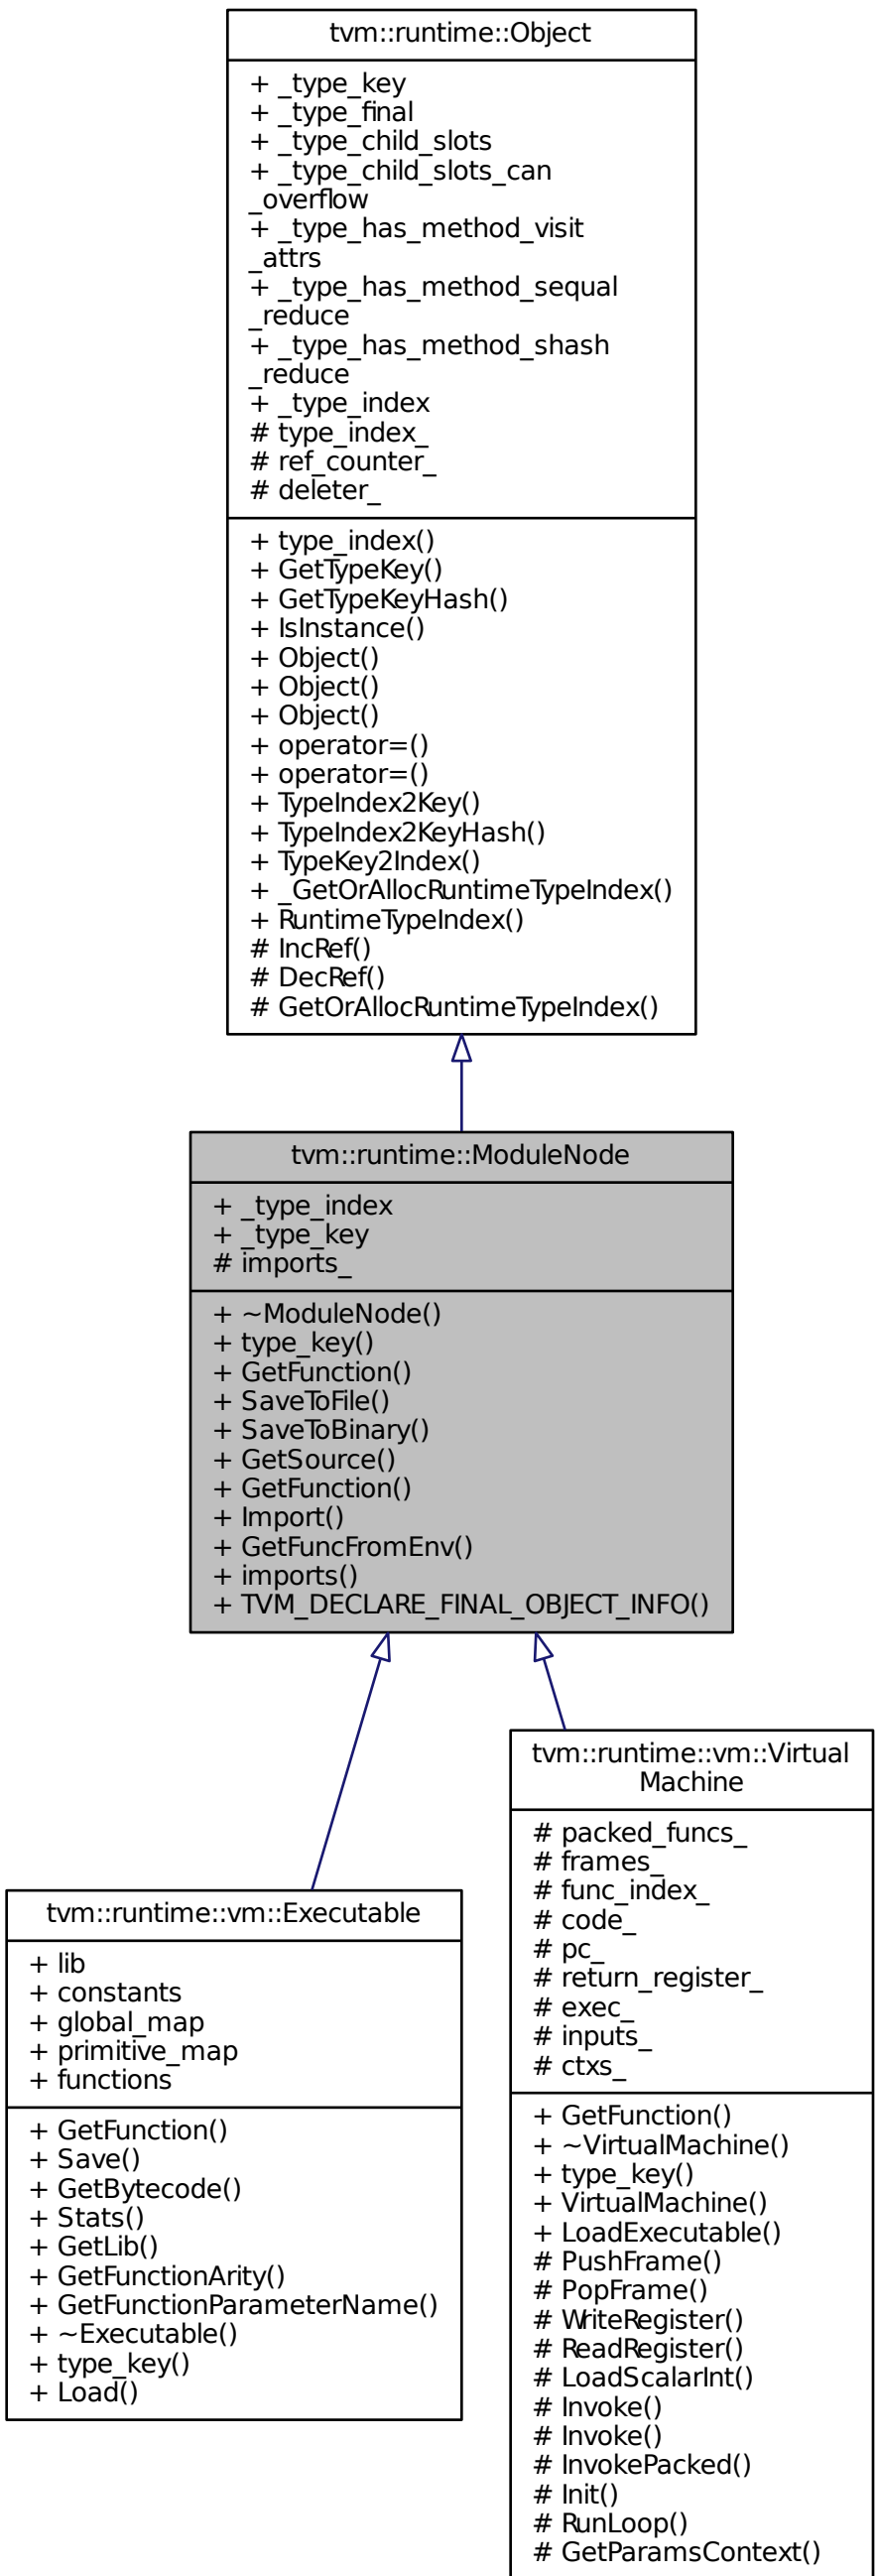 tvm::runtime::Object
+ _type_key
+ _type_final
+ _type_child_slots
+ _type_child_slots_can
_overflow
+ _type_has_method_visit
_attrs
+ _type_has_method_sequal
_reduce
+ _type_has_method_shash
_reduce
+ _type_index
# type_index_
# ref_counter_
# deleter_
+ type_index()
+ GetTypeKey()
+ GetTypeKeyHash()
+ IsInstance()
+ Object()
+ Object()
+ Object()
+ operator=()
+ operator=()
+ TypeIndex2Key()
+ TypeIndex2KeyHash()
+ TypeKey2Index()
+ _GetOrAllocRuntimeTypeIndex()
+ RuntimeTypeIndex()
# IncRef()
# DecRef()
# GetOrAllocRuntimeTypeIndex()
tvm::runtime::ModuleNode
+ _type_index
+ _type_key
# imports_
+ ~ModuleNode()
+ type_key()
+ GetFunction()
+ SaveToFile()
+ SaveToBinary()
+ GetSource()
+ GetFunction()
+ Import()
+ GetFuncFromEnv()
+ imports()
+ TVM_DECLARE_FINAL_OBJECT_INFO()
tvm::runtime::vm::Executable
+ lib
+ constants
+ global_map
+ primitive_map
+ functions
+ GetFunction()
+ Save()
+ GetBytecode()
+ Stats()
+ GetLib()
+ GetFunctionArity()
+ GetFunctionParameterName()
+ ~Executable()
+ type_key()
+ Load()
tvm::runtime::vm::Virtual
Machine
# packed_funcs_
# frames_
# func_index_
# code_
# pc_
# return_register_
# exec_
# inputs_
# ctxs_
+ GetFunction()
+ ~VirtualMachine()
+ type_key()
+ VirtualMachine()
+ LoadExecutable()
# PushFrame()
# PopFrame()
# WriteRegister()
# ReadRegister()
# LoadScalarInt()
# Invoke()
# Invoke()
# InvokePacked()
# Init()
# RunLoop()
# GetParamsContext()